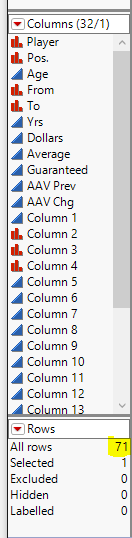 Columns (32/1)
Player
Pos.
Age
From
To
Yrs
Dollars
Average
Guaranteed
AAV Prev
AAV Chg
Column 1
Column 2
Column 3
Column 4
Column 5
Column 6
Column 7
Column 8
Column 9
Column 10
Column 11
Column 12
Column 13
Rows
All rows 71
Selected 1
Excluded 0
Hidden 0
Labelled 0